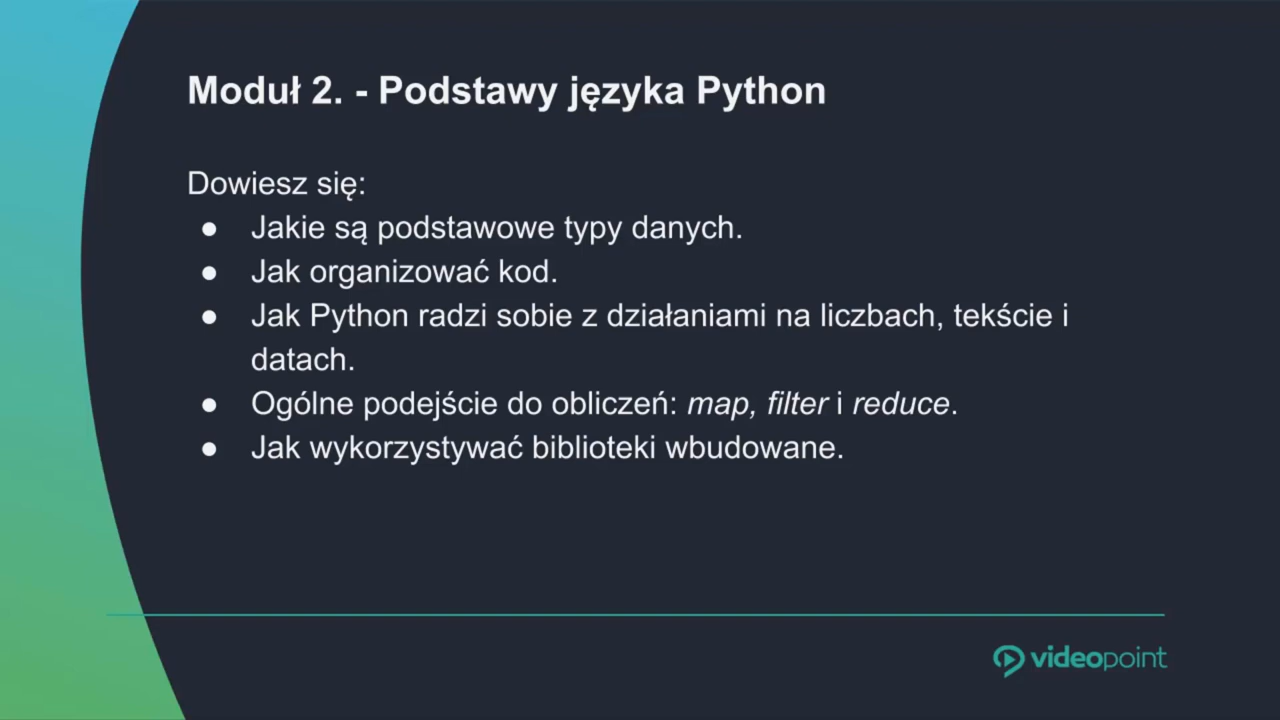 Moduł 2. - Podstawy języka Python
Dowiesz się:
● Jakie są podstawowe typy danych.
● Jak organizować kod.
● Jak Python radzi sobie z działaniami na liczbach, tekście i
datach.
● Ogólne podejście do obliczeń: map, filter i reduce.
● Jak wykorzystywać biblioteki wbudowane.
videopoint